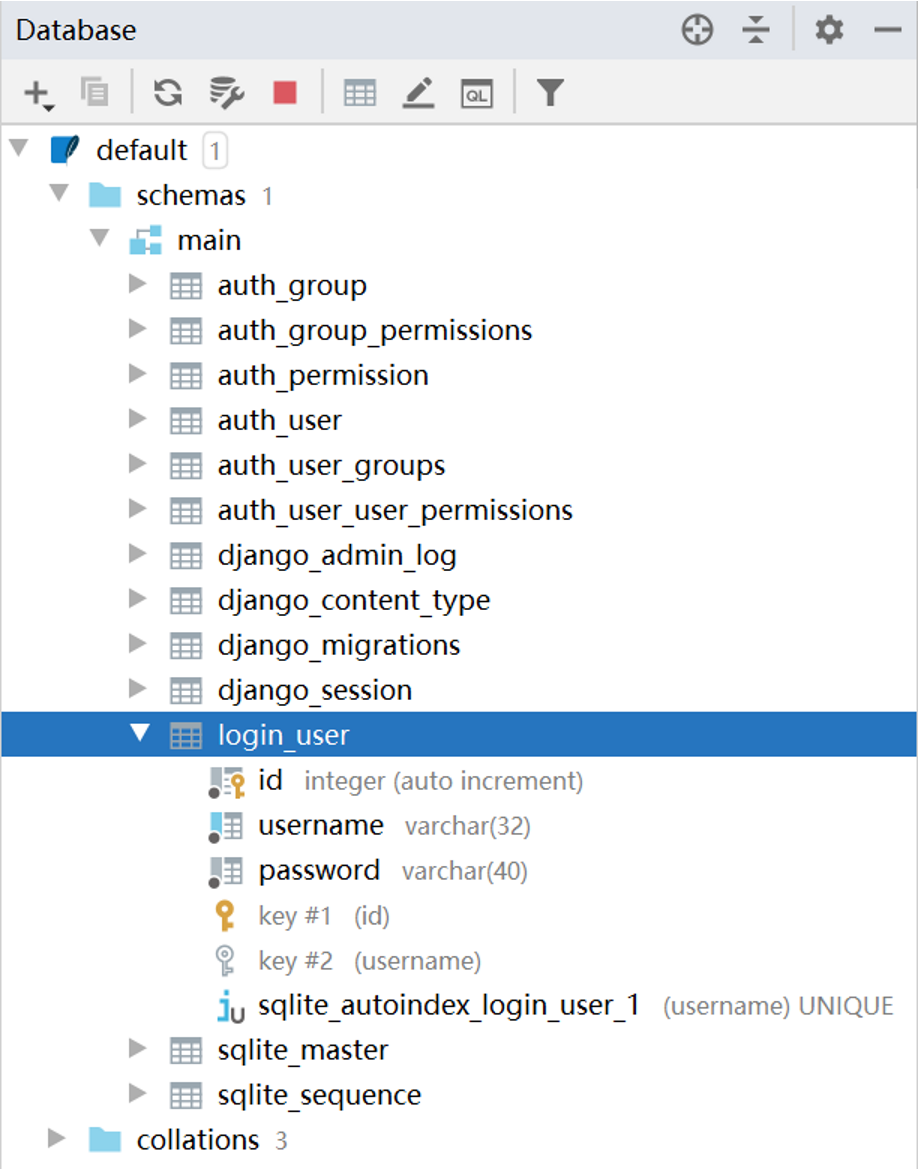 Database
QL
default 1
schemas 1
main
auth_group
auth_group_permissions
auth_permission
auth_user
auth_user_groups
auth_user_user_permissions
django_admin_log
django_content_type
django_migrations
django_session
login_user
id integer (auto increment)
username varchar(32)
password varchar(40)
key #1 (id)
key #2 (username)
iU sqlite_autoindex_login_user_1 (username) UNIQUE
sqlite_master
sqlite_sequence
collations 3